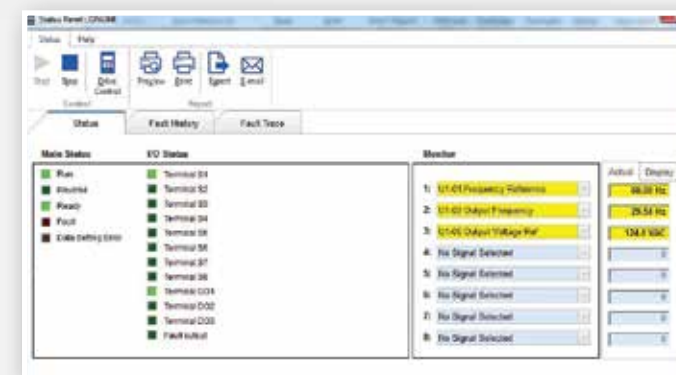 Status Panel : ONLINE
Status Help
Start Stop Drive Control Preview Print Export E-mail
Control Report
Status Fault History Fault Trace
Main Status I/O Status Monitor
Actual Display
Run Terminal S1
Reverse Terminal S2
Ready Terminal S3
Fault Terminal S4
Data Setting Error Terminal S5
Terminal S6
Terminal S7
Terminal S8
Terminal DO1
Terminal DO2
Terminal DO3
Fault output
1: U1-01 Frequency Reference Hz
2: U1-02 Output Frequency 29.54 Hz
3: U1-06 Output Voltage Ref VAC
4: No Signal Selected 0
5: No Signal Selected 0
6: No Signal Selected 0
7: No Signal Selected 0
8: No Signal Selected 0